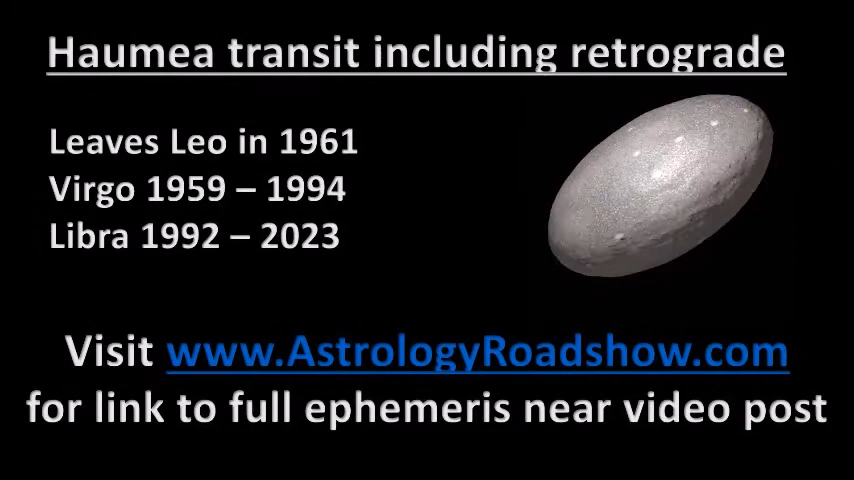 Haumea transit including retrograde
Leaves Leo in 1961
Virgo 1959 – 1994
Libra 1992 – 2023
Visit www.AstrologyRoadshow.com
for link to full ephemeris near video post